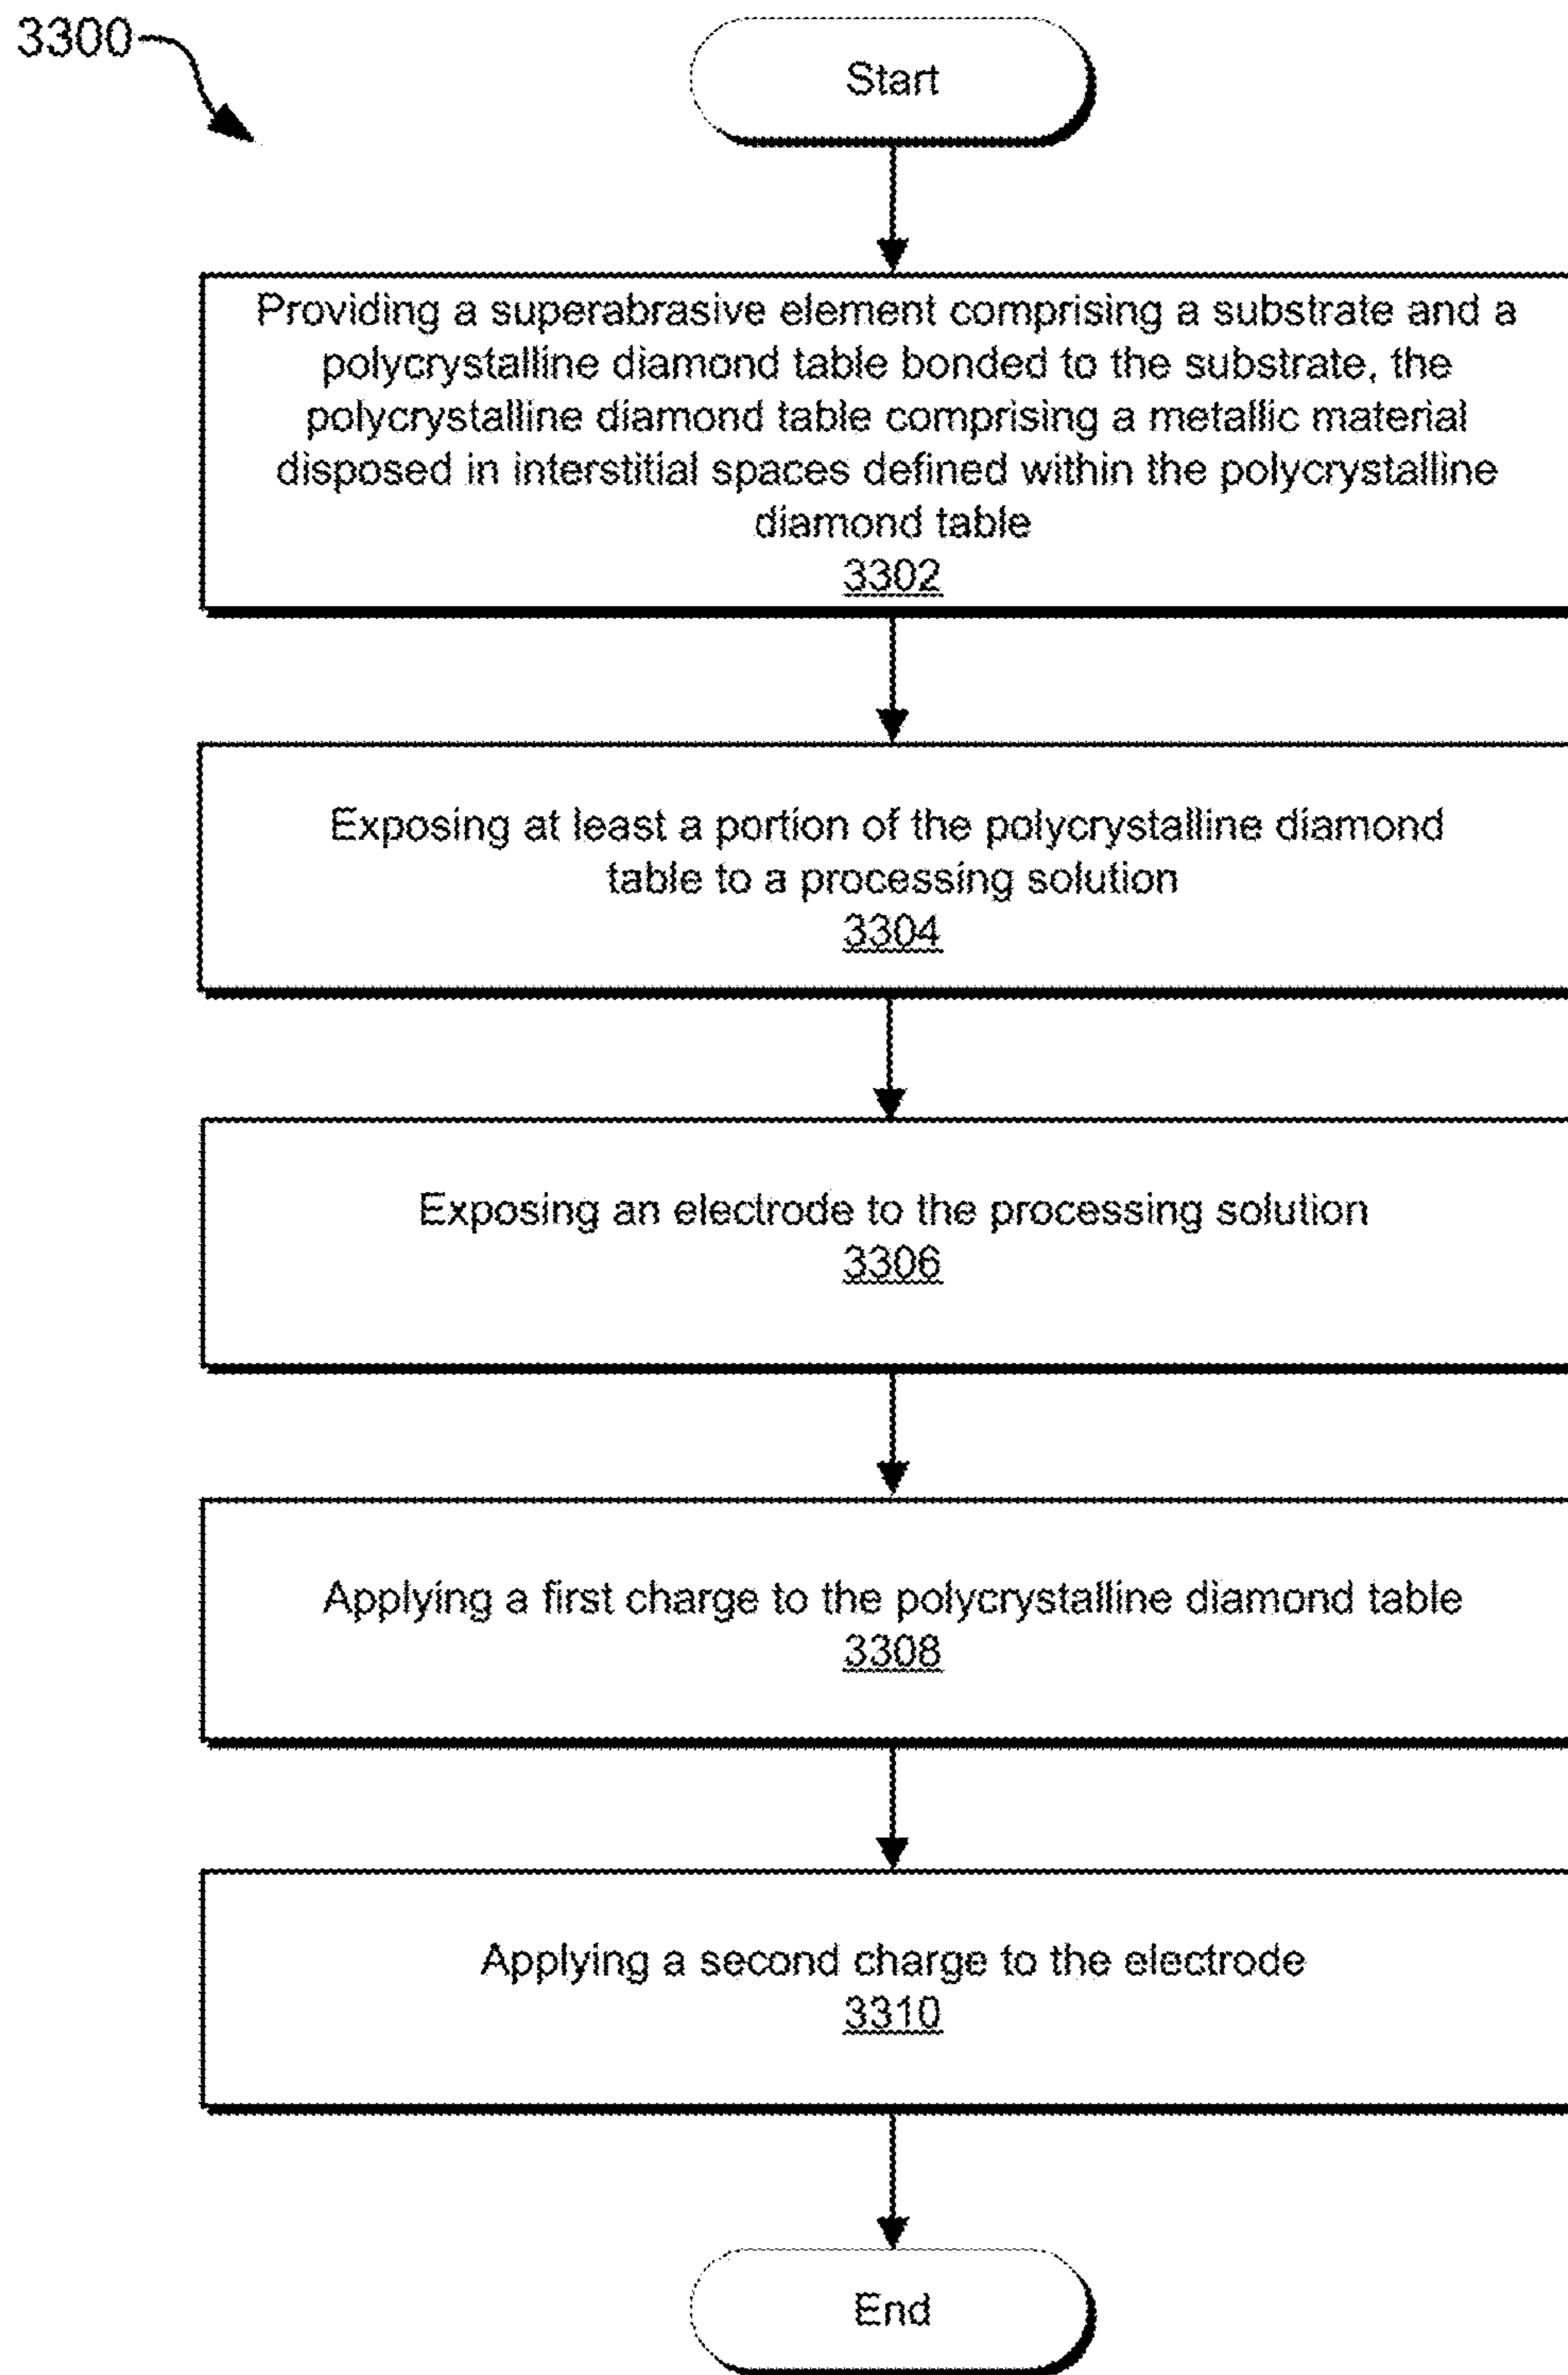 3300
Start
Providing a superabrasive element comprising a substrate and a
polycrystalline diamond table bonded to the substrate, the
polycrystalline diamond table comprising a metallic material
disposed in interstitial spaces defined within the polycrystalline
diamond table
3302
Exposing at least a portion of the polycrystalline diamond
table to a processing solution
3304
Exposing an electrode to the processing solution
3306
Applying a first charge to the polycrystalline diamond table
3308
Applying a second charge to the electrode
3310
End